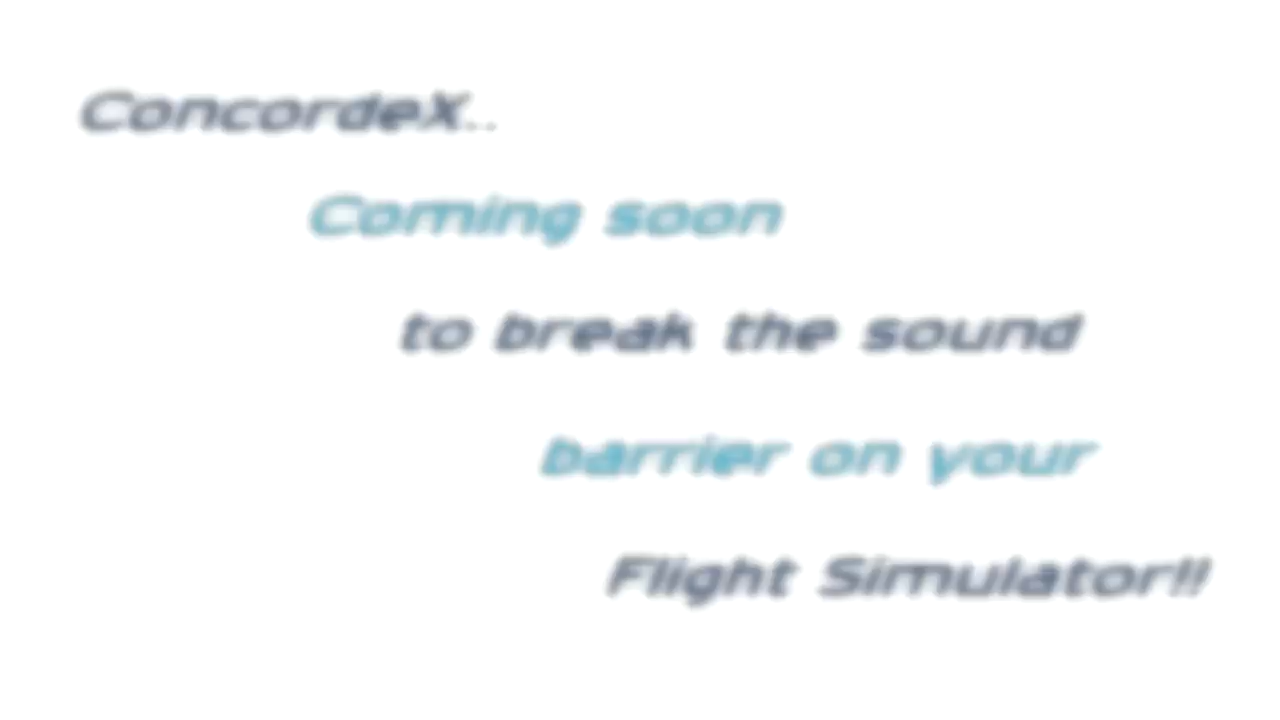 ConcordeX..
Coming soon
to break the sound
barrier on your
Flight Simulator!!